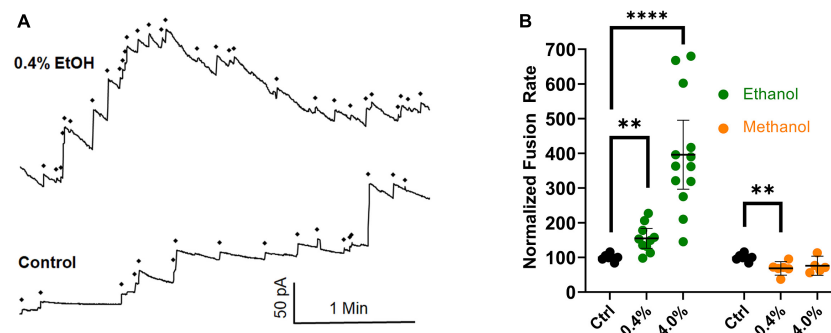 A
0.4% EtOH
Control
50 pA
1 Min
B
****
**
**
Normalized Fusion Rate
700
600
500
400
300
200
100
0
Ethanol
Methanol
Ctrl
0.4%
4.0%
Ctrl
0.4%
4.0%